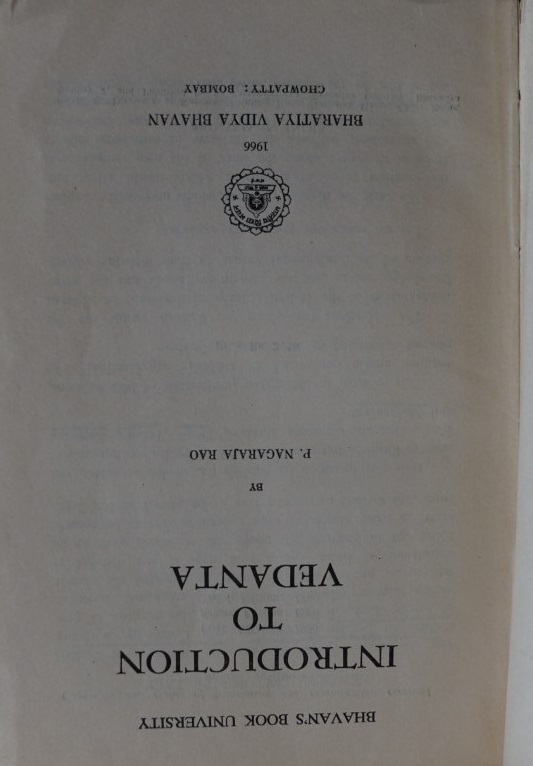 BHAVAN'S BOOK UNIVERSITY
INTRODUCTION
TO
VEDANTA
BY
P. NAGARAJA RAO
1966
BHARATIYA VIDYA BHAVAN
CHOWPATTY : BOMBAY